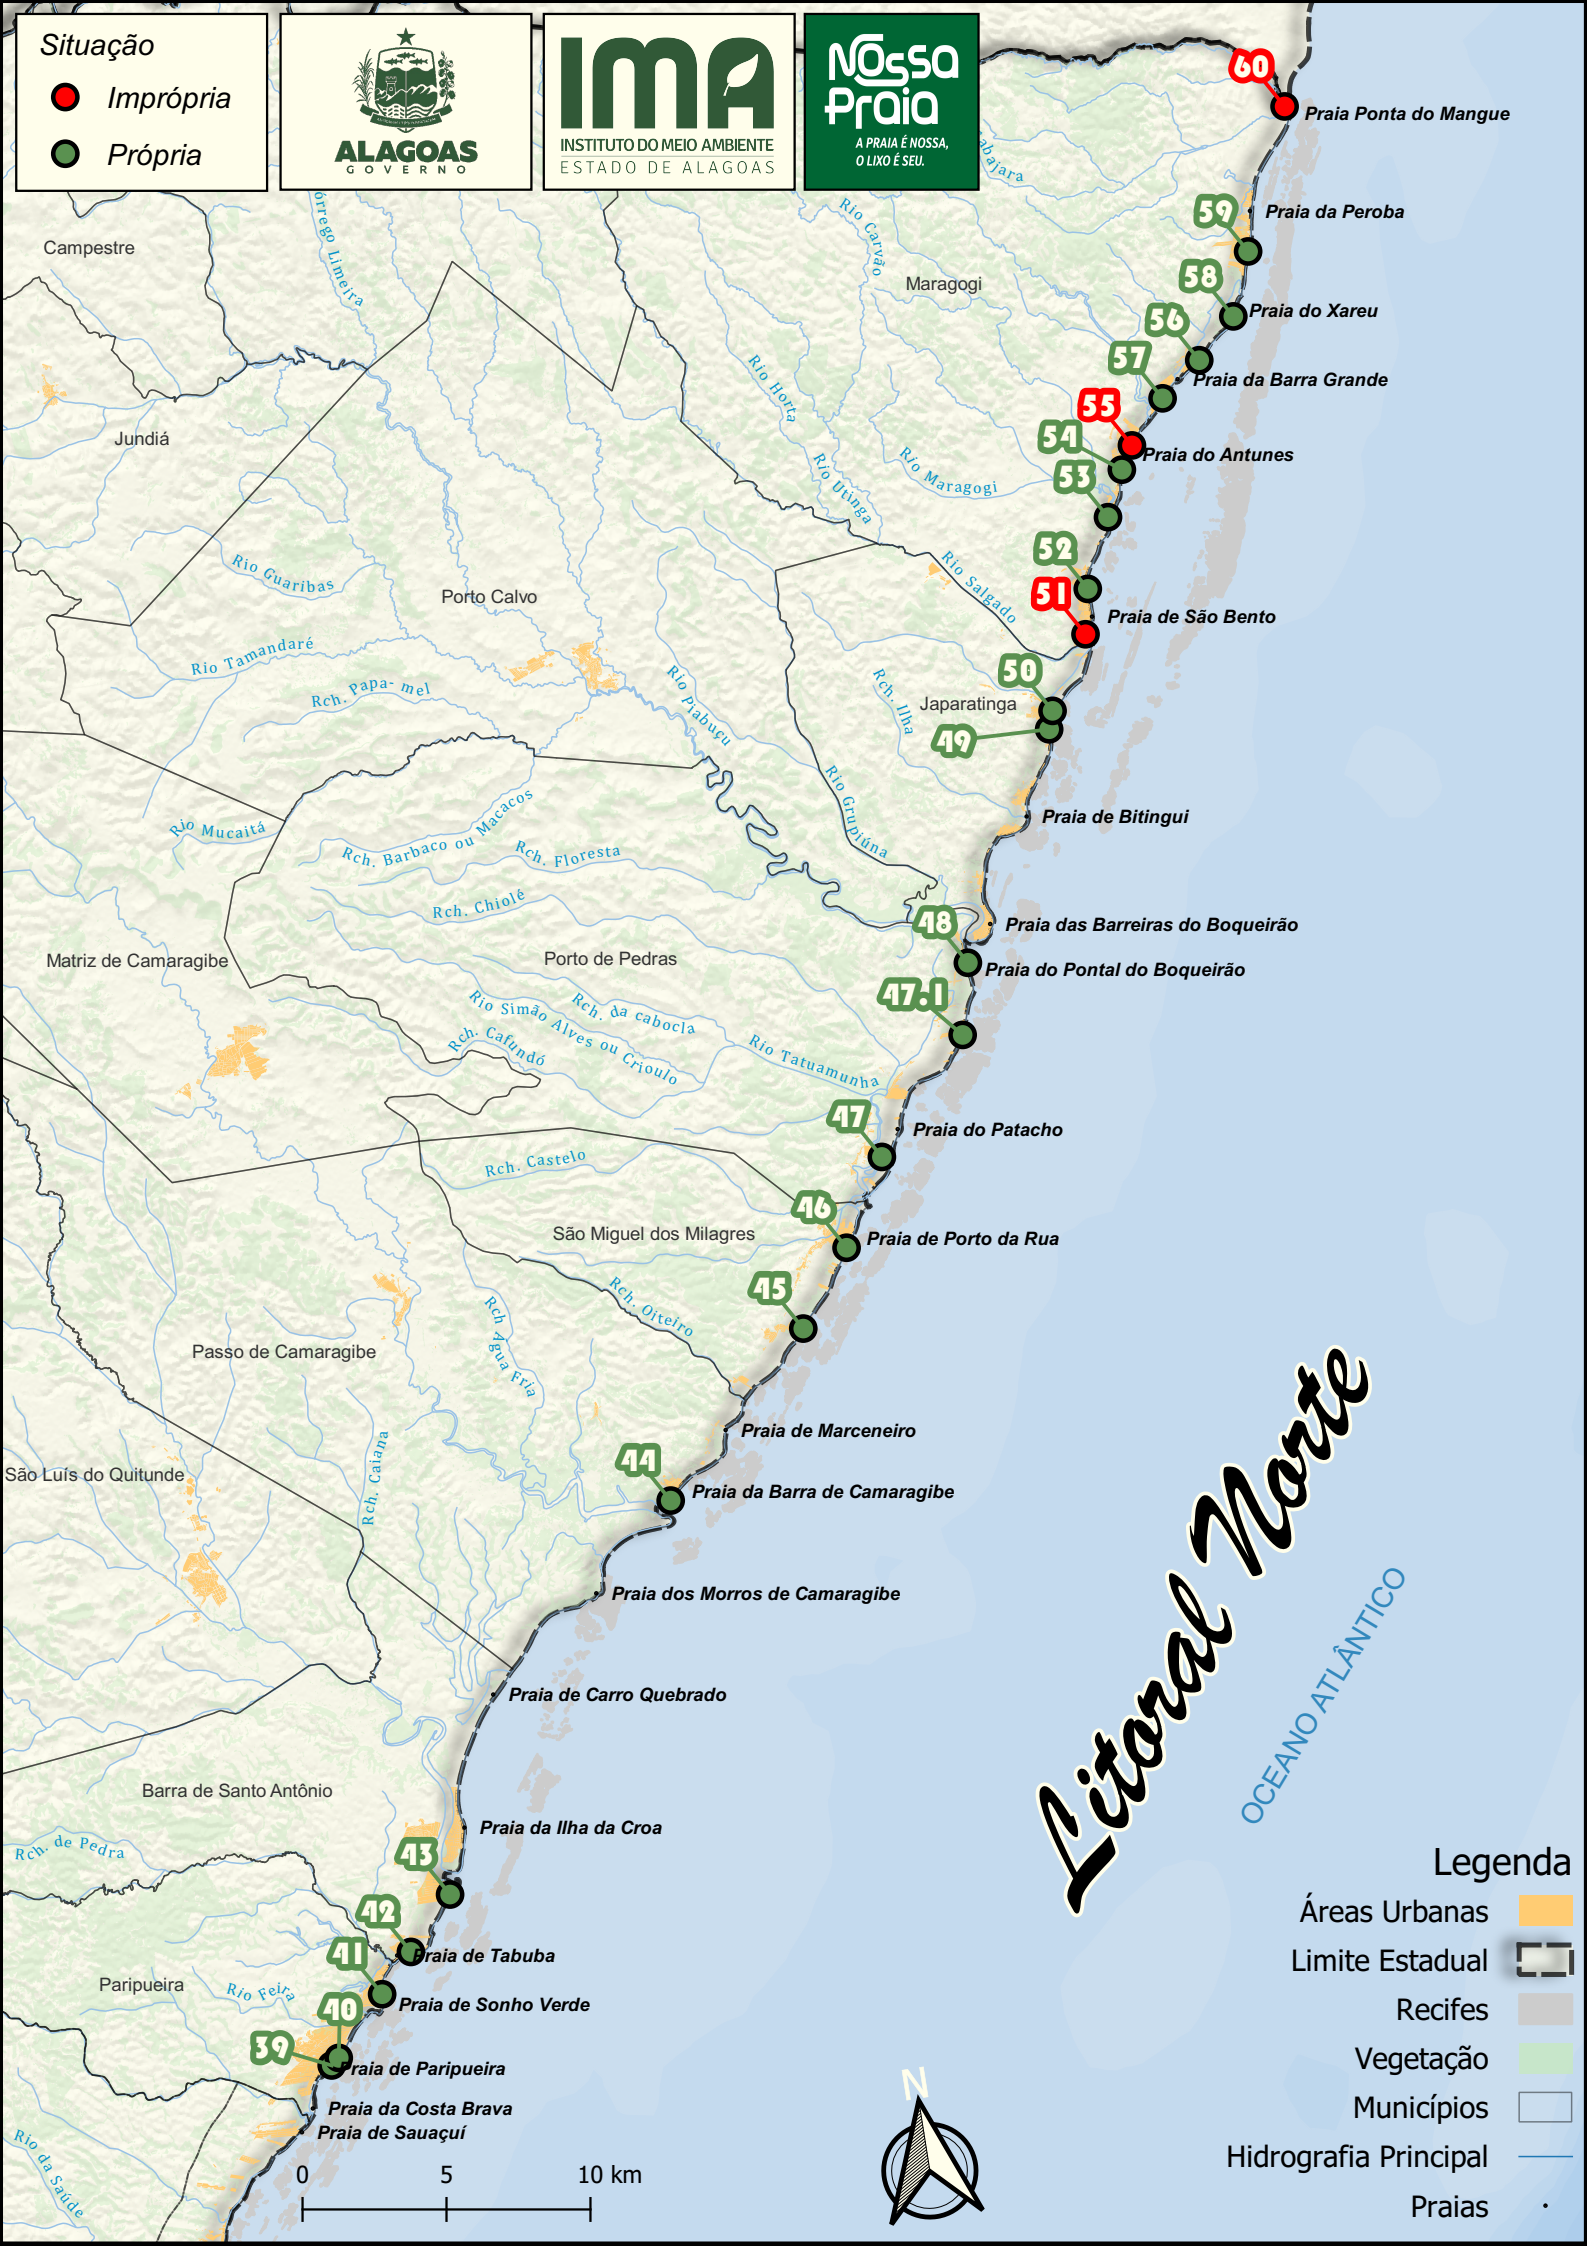 Situação
Imprópria
Própria
ALAGOAS
GOVERNO
IMA
INSTITUTO DO MEIO AMBIENTE
ESTADO DE ALAGOAS
Nossa
Praia
A PRAIA É NOSSA,
O LIXO É SEU.
60
Praia Ponta do Mangue
59
Praia da Peroba
Campestre
órrego Limeira
Rio Carvão
Maragogi
58
Praia do Xareu
56
57
Praia da Barra Grande
Rio Horta
55
Jundiá
54
Praia do Antunes
53
Rio Maragogi
Rio Utinga
52
Rio Salgado
Rio Guaribas
Porto Calvo
51
Praia de São Bento
Rio Tamandaré
Rch. Papa- mel
Rio Piabuçu
Rch. Ilha
50
Japaratinga
49
Rio Grupiúna
Praia de Bitingui
Rio Mucaitá
Rch. Barbaco ou Macacos
Rch. Floresta
Rch. Chiolé
48
Praia das Barreiras do Boqueirão
Matriz de Camaragibe
Porto de Pedras
Praia do Pontal do Boqueirão
47.1
Rio Simão Alves ou Crioulo
Rch. da cabocla
Rch. Cafundó
Rio Tatuamunha
47
Praia do Patacho
Rch. Castelo
46
São Miguel dos Milagres
Praia de Porto da Rua
45
Rch. Oiteiro
Rch Água Fria
Passo de Camaragibe
Praia de Marceneiro
44
São Luís do Quitunde
Rch. Caiana
Praia da Barra de Camaragibe
Praia dos Morros de Camaragibe
Litoral Norte
OCEANO ATLÂNTICO
Praia de Carro Quebrado
Barra de Santo Antônio
Praia da Ilha da Croa
Rch. de Pedra
43
42
41
Praia de Tabuba
Paripueira
Rio Feira
Praia de Sonho Verde
40
39
Praia de Paripueira
Praia da Costa Brava
Praia de Sauaçuí
Rio da Saúde
0 5 10 km
N
Legenda
Áreas Urbanas
Limite Estadual
Recifes
Vegetação
Municípios
Hidrografia Principal
Praias